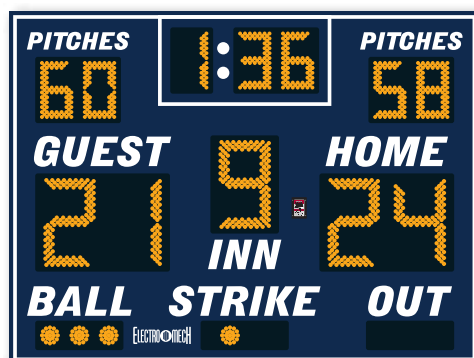 PITCHES 1:36 PITCHES
60 58
GUEST HOME
21 9 24
INN
BALL STRIKE OUT
ELECTRO-MECH